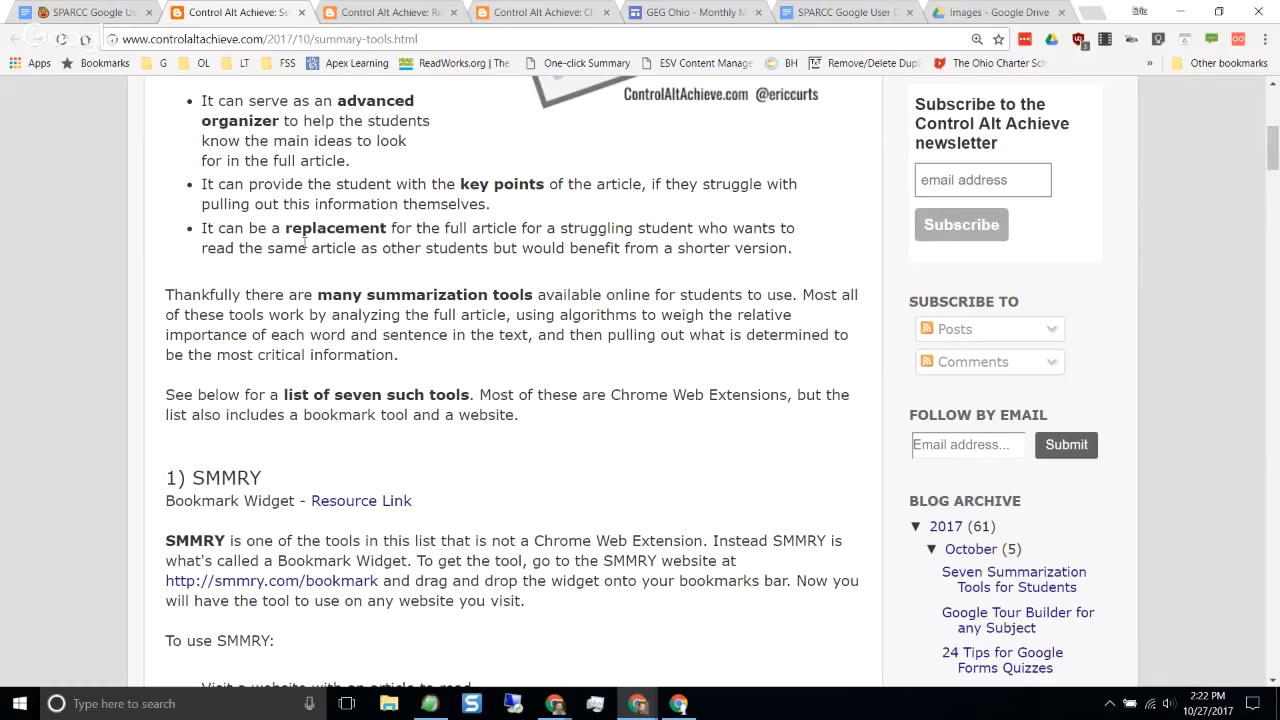 SPARCC Google Us
Control Alt Achieve: Se
Control Alt Achieve: Re
Control Alt Achieve: Ch
GEG Ohio - Monthly M
SPARCC Google User C
Images - Google Drive
www.controlaltachieve.com/2017/10/summary-tools.html
3
Apps
Bookmarks
G
OL
LT
FSS
Apex Learning
ReadWorks.org | The
One-click Summary
ESV Content Manage
BH
Remove/Delete Dupl
The Ohio Charter Sch
»
Other bookmarks
ControlAltAchieve.com @ericcurts
• It can serve as an advanced
organizer to help the students
know the main ideas to look
for in the full article.
• It can provide the student with the key points of the article, if they struggle with
pulling out this information themselves.
• It can be a replacement for the full article for a struggling student who wants to
read the same article as other students but would benefit from a shorter version.
Thankfully there are many summarization tools available online for students to use. Most all
of these tools work by analyzing the full article, using algorithms to weigh the relative
importance of each word and sentence in the text, and then pulling out what is determined to
be the most critical information.
See below for a list of seven such tools. Most of these are Chrome Web Extensions, but the
list also includes a bookmark tool and a website.
1) SMMRY
Bookmark Widget - Resource Link
SMMRY is one of the tools in this list that is not a Chrome Web Extension. Instead SMMRY is
what's called a Bookmark Widget. To get the tool, go to the SMMRY website at
http://smmry.com/bookmark and drag and drop the widget onto your bookmarks bar. Now you
will have the tool to use on any website you visit.
To use SMMRY:
Visit a website with an article to read
Subscribe to the
Control Alt Achieve
newsletter
email address
Subscribe
SUBSCRIBE TO
Posts
Comments
FOLLOW BY EMAIL
Email address...
Submit
BLOG ARCHIVE
▼ 2017 (61)
▼ October (5)
Seven Summarization
Tools for Students
Google Tour Builder for
any Subject
24 Tips for Google
Forms Quizzes
Type here to search
2:22 PM
10/27/2017